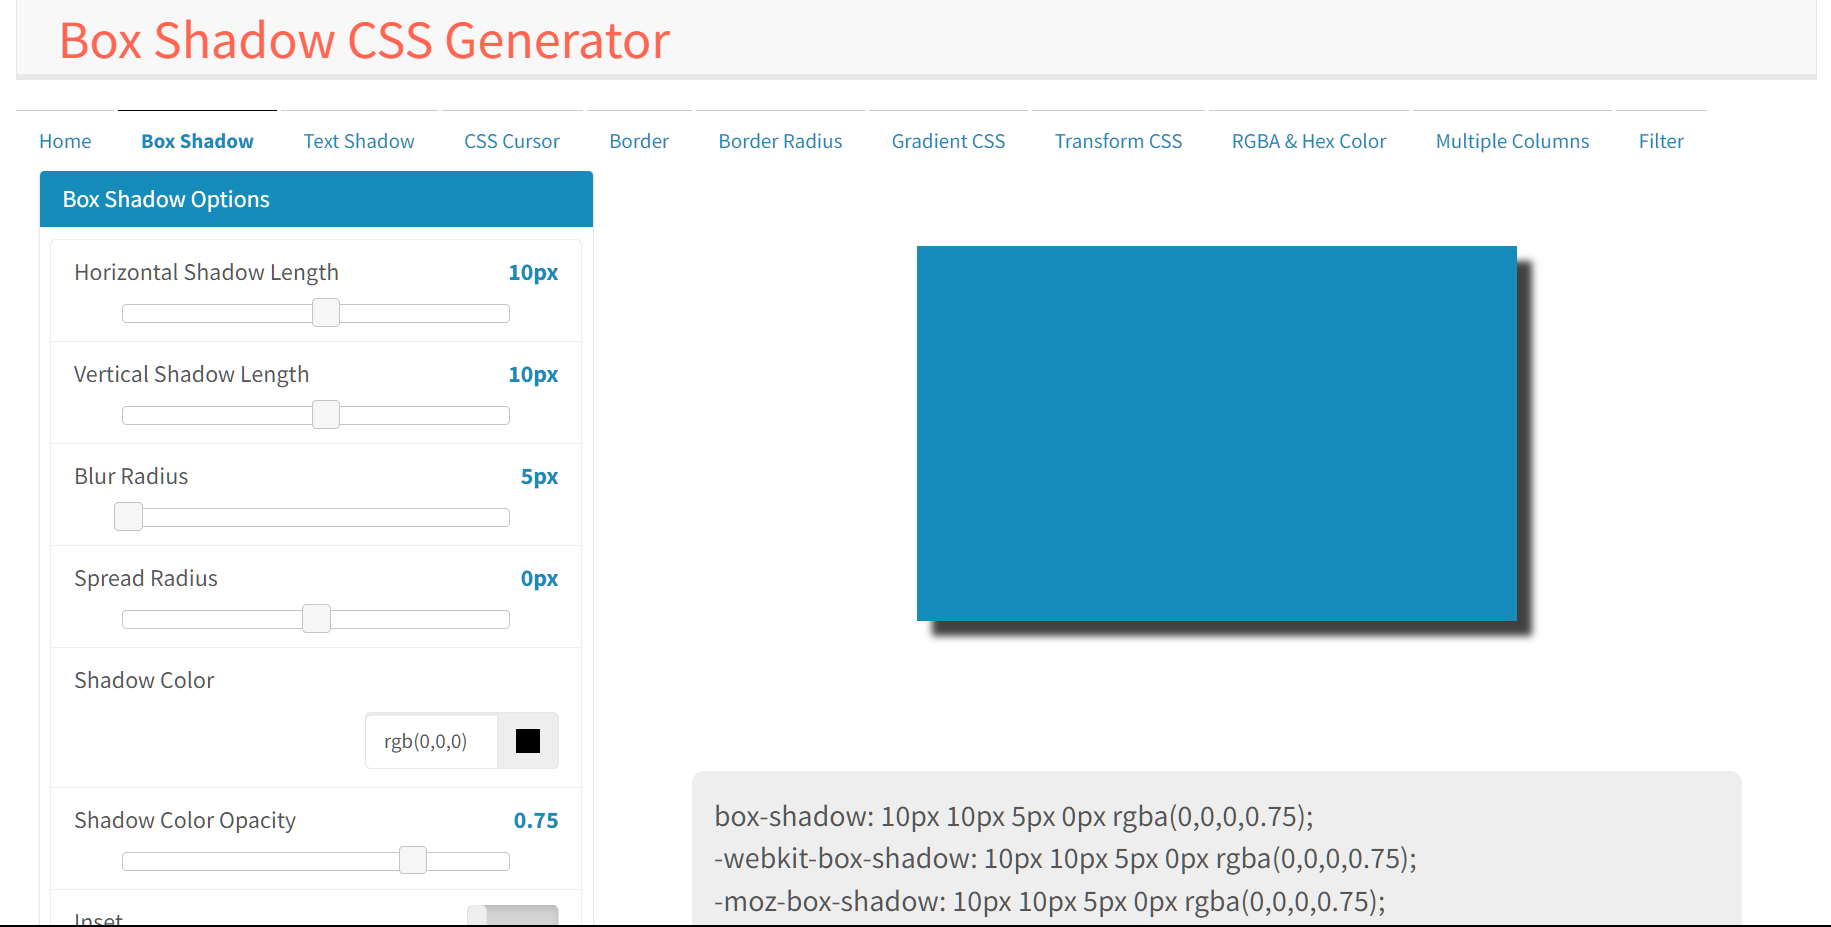 Box Shadow CSS Generator
Home Box Shadow Text Shadow CSS Cursor Border Border Radius Gradient CSS Transform CSS RGBA & Hex Color Multiple Columns Filter
Box Shadow Options
Horizontal Shadow Length 10px
Vertical Shadow Length 10px
Blur Radius 5px
Spread Radius 0px
Shadow Color
rgb(0,0,0)
Shadow Color Opacity 0.75
Inset
box-shadow: 10px 10px 5px 0px rgba(0,0,0,0.75);
-webkit-box-shadow: 10px 10px 5px 0px rgba(0,0,0,0.75);
-moz-box-shadow: 10px 10px 5px 0px rgba(0,0,0,0.75);